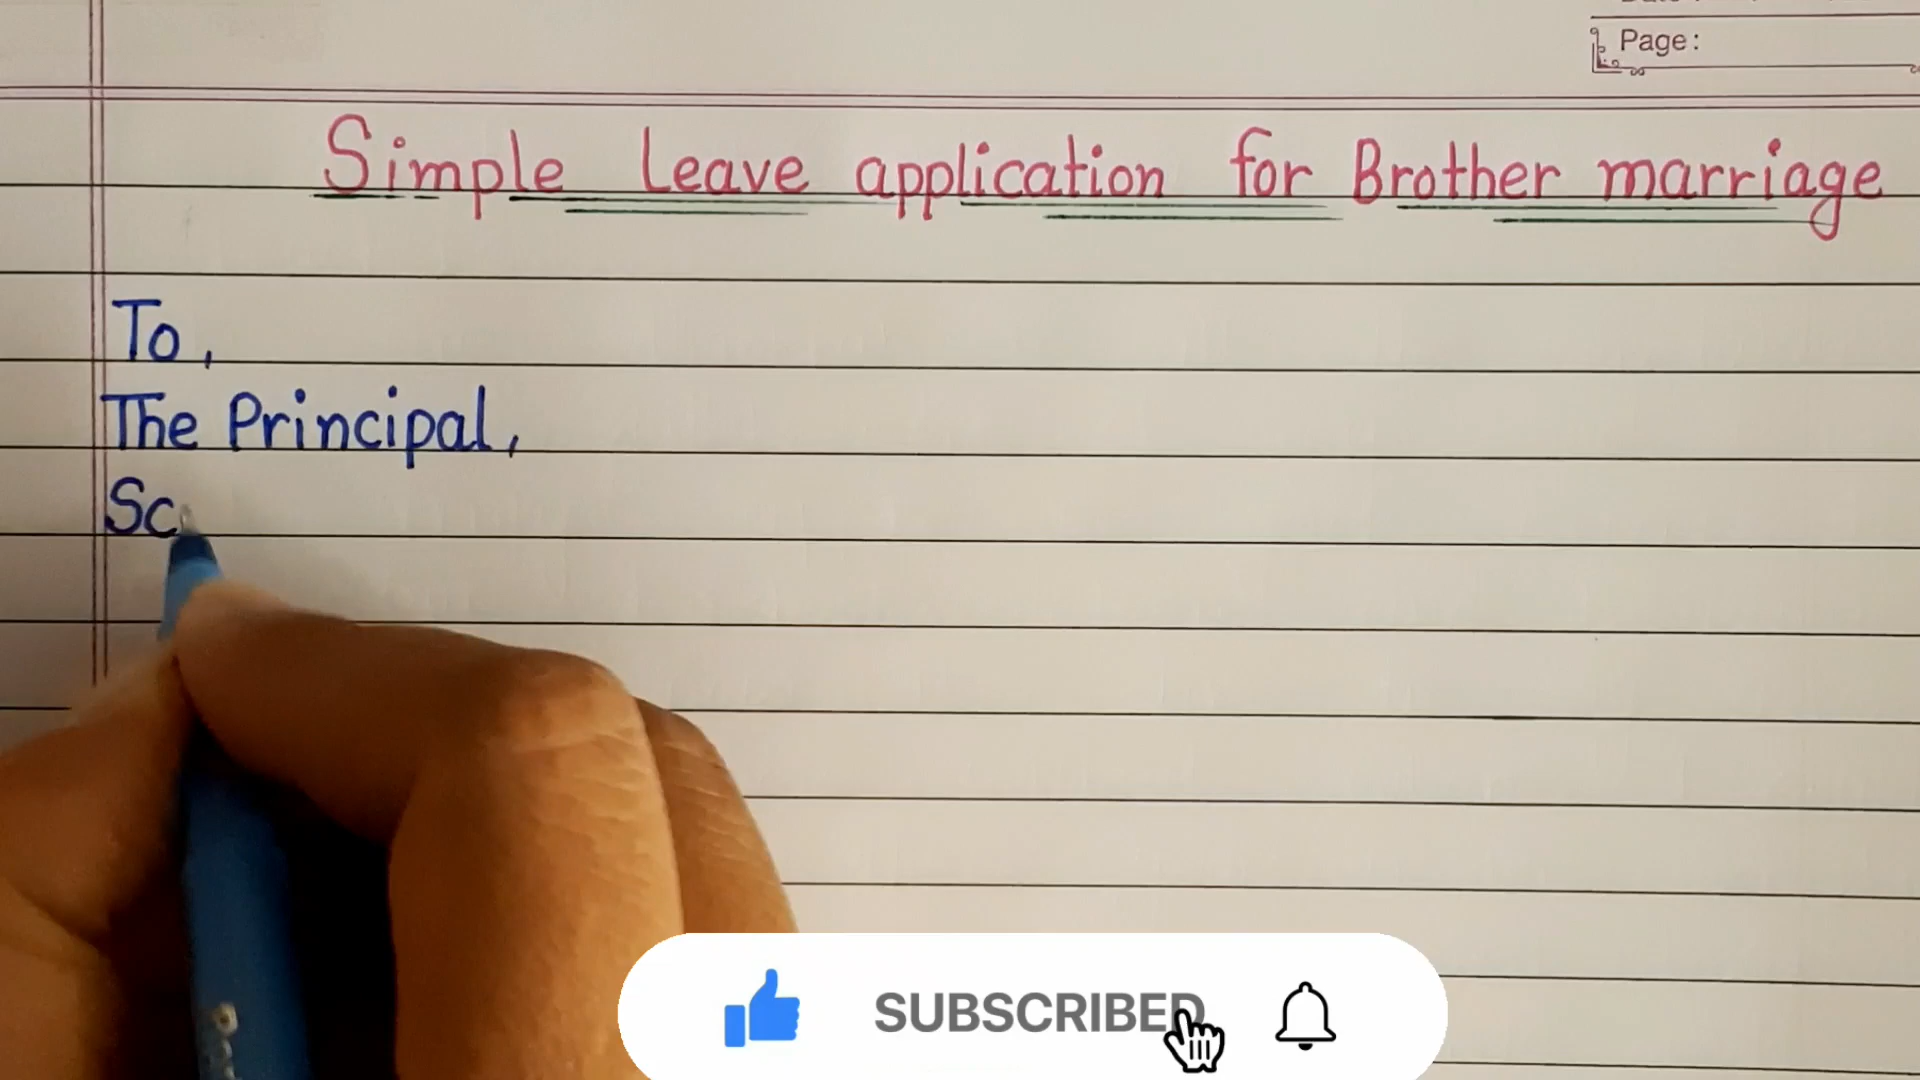 Page:
Simple Leave application for Brother marriage
To,
The Principal,
Sc
SUBSCRIBED